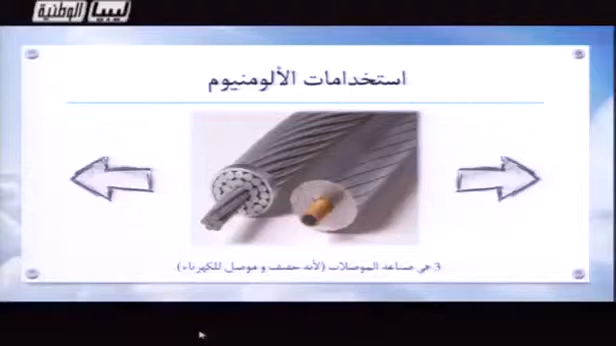 ليبيا الوطنية
استخدامات الألومنيوم
3.في صناعة الموصلات (لأنه خفيف و موصل للكهرباء).